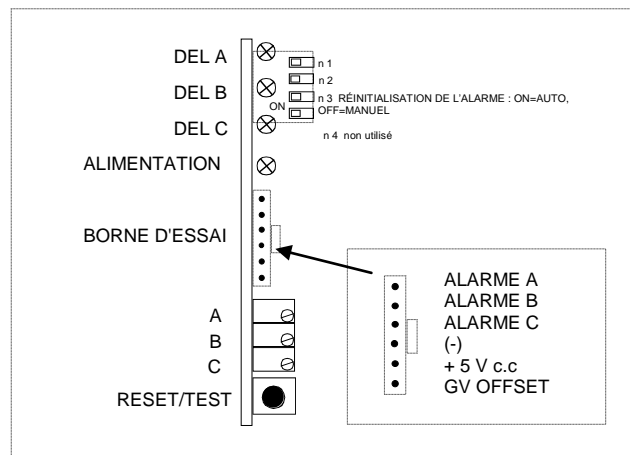 DEL A
n 1
n 2
DEL B
ON
n 3 RÉINITIALISATION DE L'ALARME : ON=AUTO,
OFF=MANUEL
DEL C
n 4 non utilisé
ALIMENTATION
BORNE D'ESSAI
ALARME A
ALARME B
ALARME C
(-)
+ 5 V c.c
GV OFFSET
A
B
C
RESET/TEST